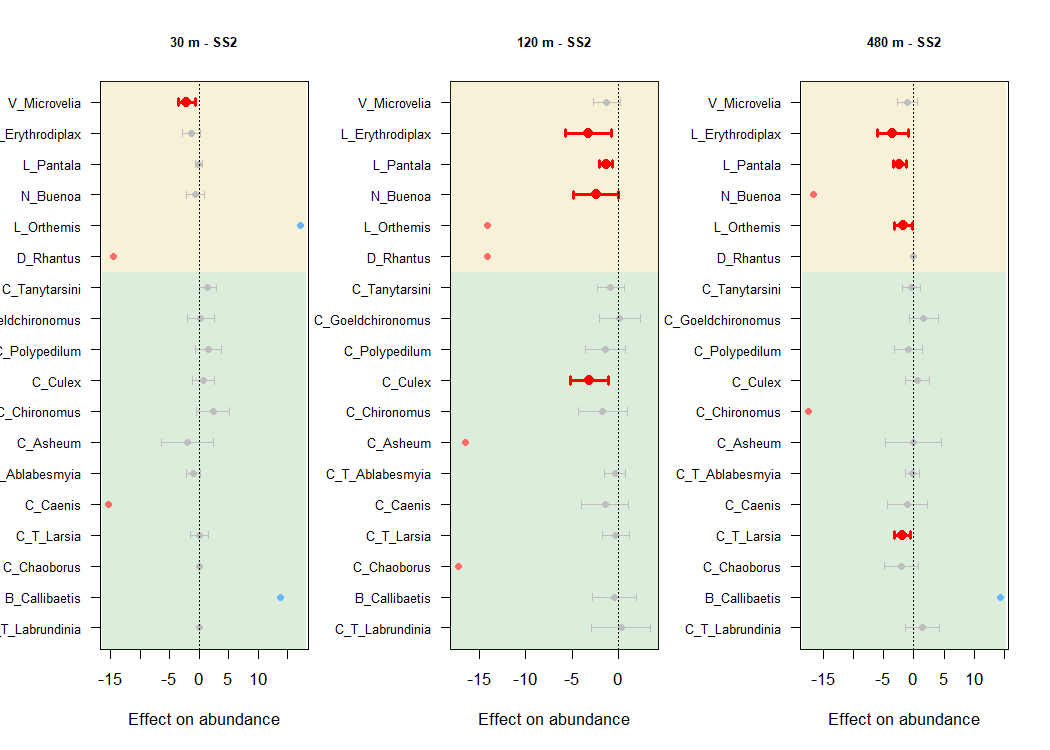 30 m - SS2
V_Microvelia
_Erythrodiplax
L_Pantala
N_Buenoa
L_Orthemis
D_Rhantus
C_Tanytarsini
eldchironomus
C_Polypedilum
C_Culex
C_Chironomus
C_Asheum
_Ablabesmyia
C_Caenis
C_T_Larsia
C_Chaoborus
B_Callibaetis
_T_Labrundinia
-15 -5 0 5 10
Effect on abundance
120 m - SS2
V_Microvelia
L_Erythrodiplax
L_Pantala
N_Buenoa
L_Orthemis
D_Rhantus
C_Tanytarsini
C_Goeldchironomus
C_Polypedilum
C_Culex
C_Chironomus
C_Asheum
C_T_Ablabesmyia
C_Caenis
C_T_Larsia
C_Chaoborus
B_Callibaetis
C_T_Labrundinia
-15 -10 -5 0
Effect on abundance
480 m - SS2
V_Microvelia
L_Erythrodiplax
L_Pantala
N_Buenoa
L_Orthemis
D_Rhantus
C_Tanytarsini
C_Goeldchironomus
C_Polypedilum
C_Culex
C_Chironomus
C_Asheum
C_T_Ablabesmyia
C_Caenis
C_T_Larsia
C_Chaoborus
B_Callibaetis
C_T_Labrundinia
-15 -5 0 5 10
Effect on abundance